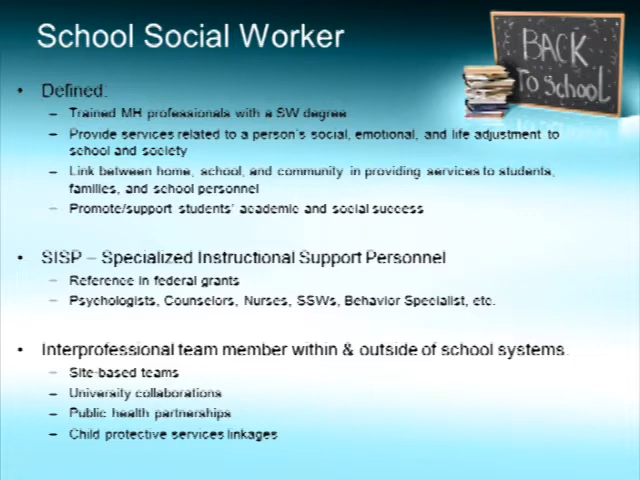 School Social Worker
BACK
To School
• Defined:
– Trained MH professionals with a SW degree
– Provide services related to a person's social, emotional, and life adjustment to
school and society
– Link between home, school, and community in providing services to students,
families, and school personnel
– Promote/support students' academic and social success
• SISP – Specialized Instructional Support Personnel
– Reference in federal grants
– Psychologists, Counselors, Nurses, SSWs, Behavior Specialist, etc.
• Interprofessional team member within & outside of school systems
– Site-based teams
– University collaborations
– Public health partnerships
– Child protective services linkages